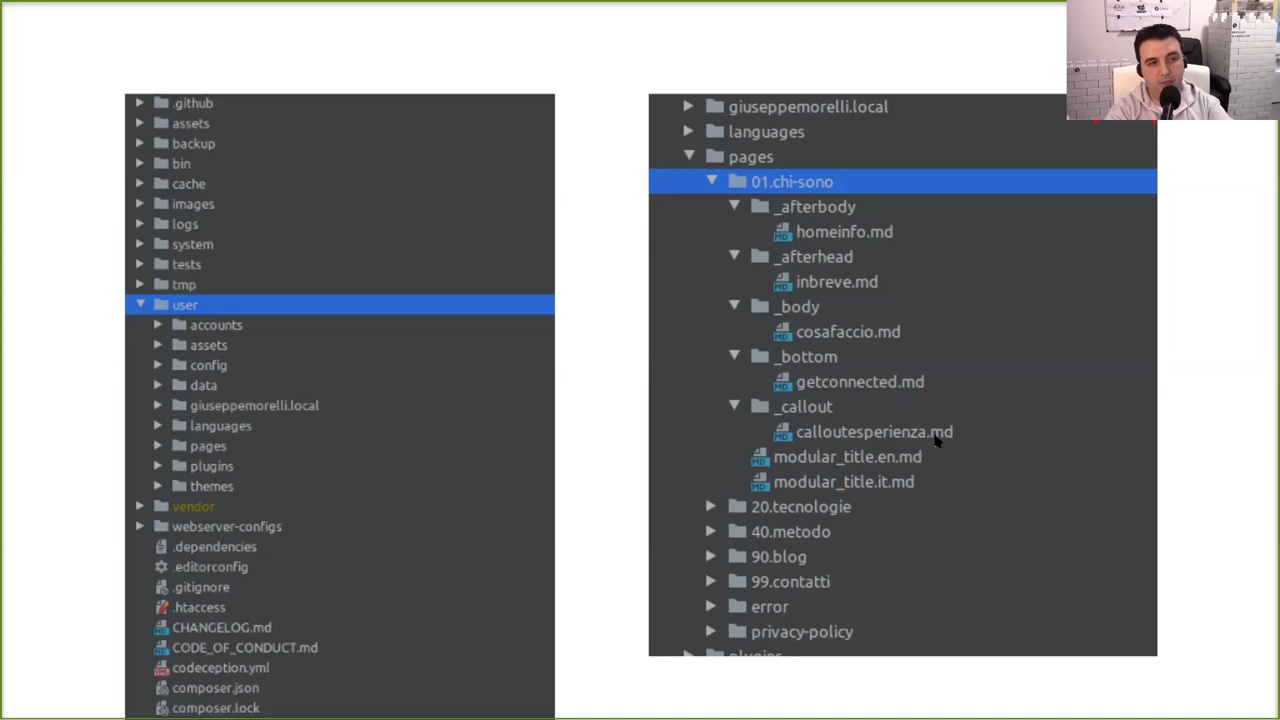 .github
assets
backup
bin
cache
images
logs
system
tests
tmp
user
accounts
assets
config
data
giuseppemorelli.local
languages
pages
plugins
themes
vendor
webserver-configs
.dependencies
.editorconfig
.gitignore
.htaccess
CHANGELOG.md
CODE_OF_CONDUCT.md
codeception.yml
composer.json
composer.lock
giuseppemorelli.local
languages
pages
01.chi-sono
_afterbody
homeinfo.md
_afterhead
inbreve.md
_body
cosafaccio.md
_bottom
getconnected.md
_callout
calloutesperienza.md
modular_title.en.md
modular_title.it.md
20.tecnologie
40.metodo
90.blog
99.contatti
error
privacy-policy
plugins